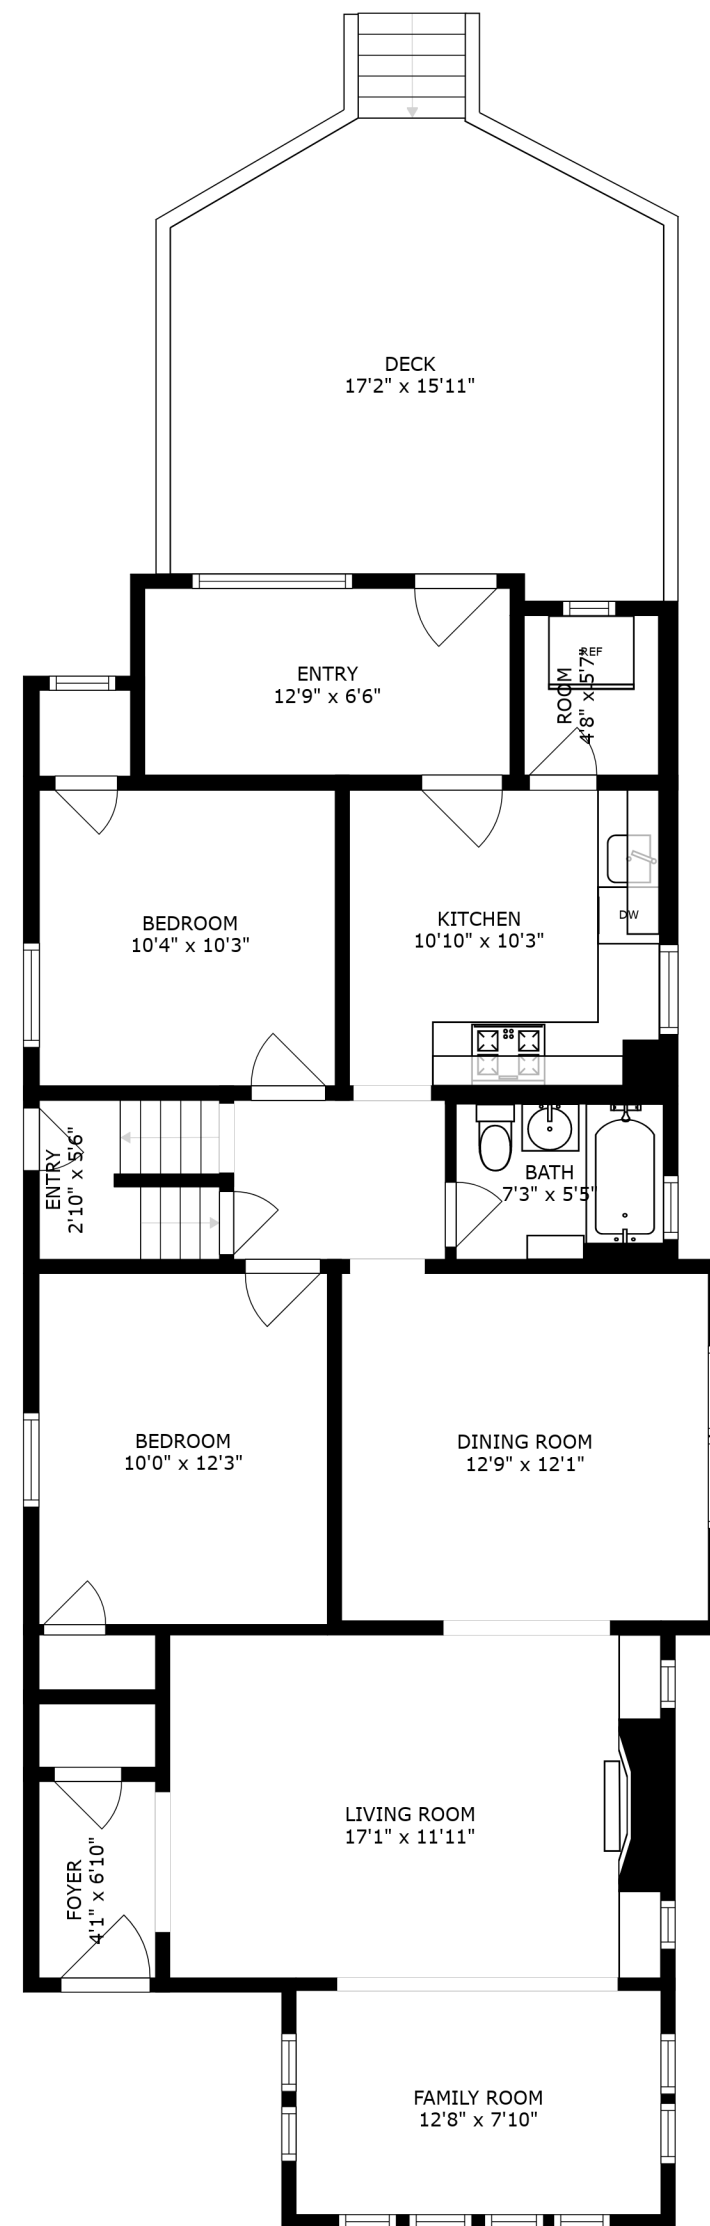 DECK
17'2" x 15'11"
ENTRY
12'9" x 6'6"
REF
ROOM
4'8" x 5'7"
BEDROOM
10'4" x 10'3"
KITCHEN
10'10" x 10'3"
DW
ENTRY
2'10" x 5'6"
BATH
7'3" x 5'5"
BEDROOM
10'0" x 12'3"
DINING ROOM
12'9" x 12'1"
LIVING ROOM
17'1" x 11'11"
FOYER
4'1" x 6'10"
FAMILY ROOM
12'8" x 7'10"